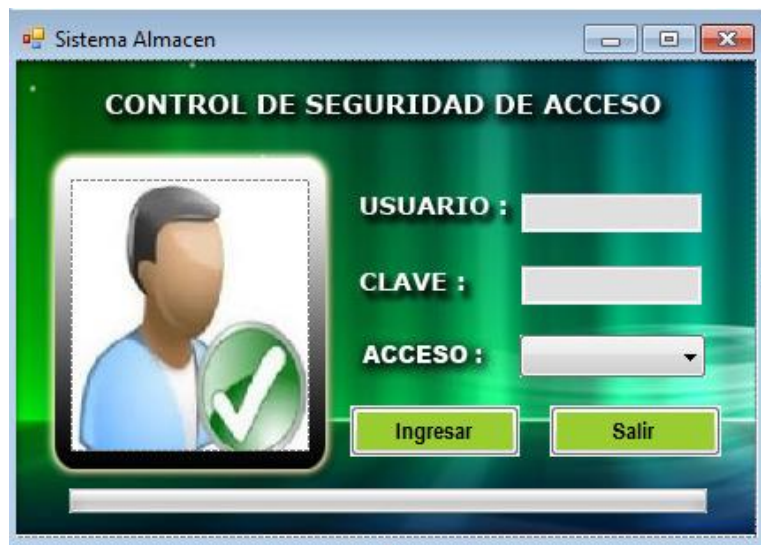 Sistema Almacen
CONTROL DE SEGURIDAD DE ACCESO
USUARIO :
CLAVE :
ACCESO :
Ingresar
Salir